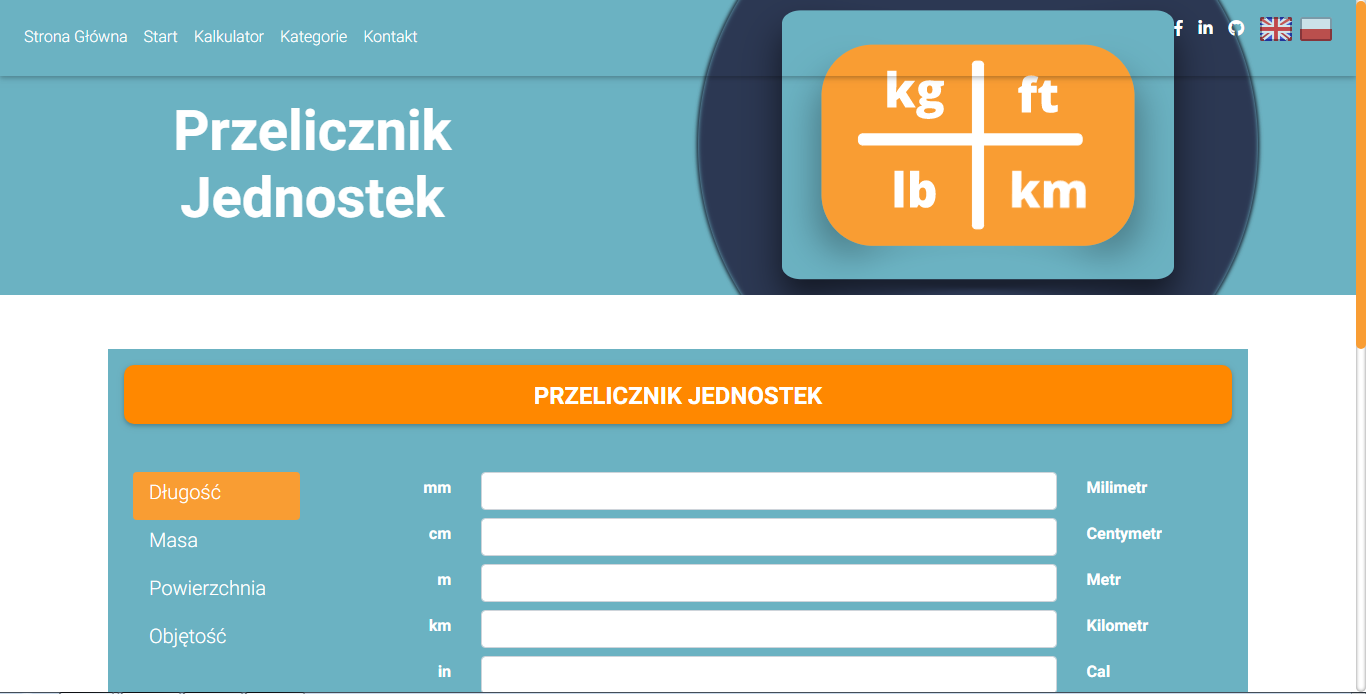 Strona Główna Start Kalkulator Kategorie Kontakt
f in
Przelicznik
Jednostek
kg ft
lb km
PRZELICZNIK JEDNOSTEK
Długość
Masa
Powierzchnia
Objętość
mm Milimetr
cm Centymetr
m Metr
km Kilometr
in Cal